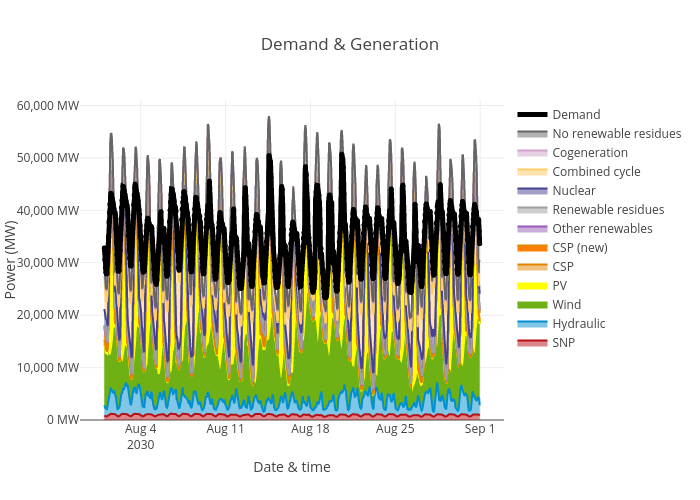 Demand & Generation
60,000 MW
50,000 MW
40,000 MW
30,000 MW
20,000 MW
10,000 MW
0 MW
Power (MW)
Aug 4
2030
Aug 11
Aug 18
Aug 25
Sep 1
Date & time
Demand
No renewable residues
Cogeneration
Combined cycle
Nuclear
Renewable residues
Other renewables
CSP (new)
CSP
PV
Wind
Hydraulic
SNP